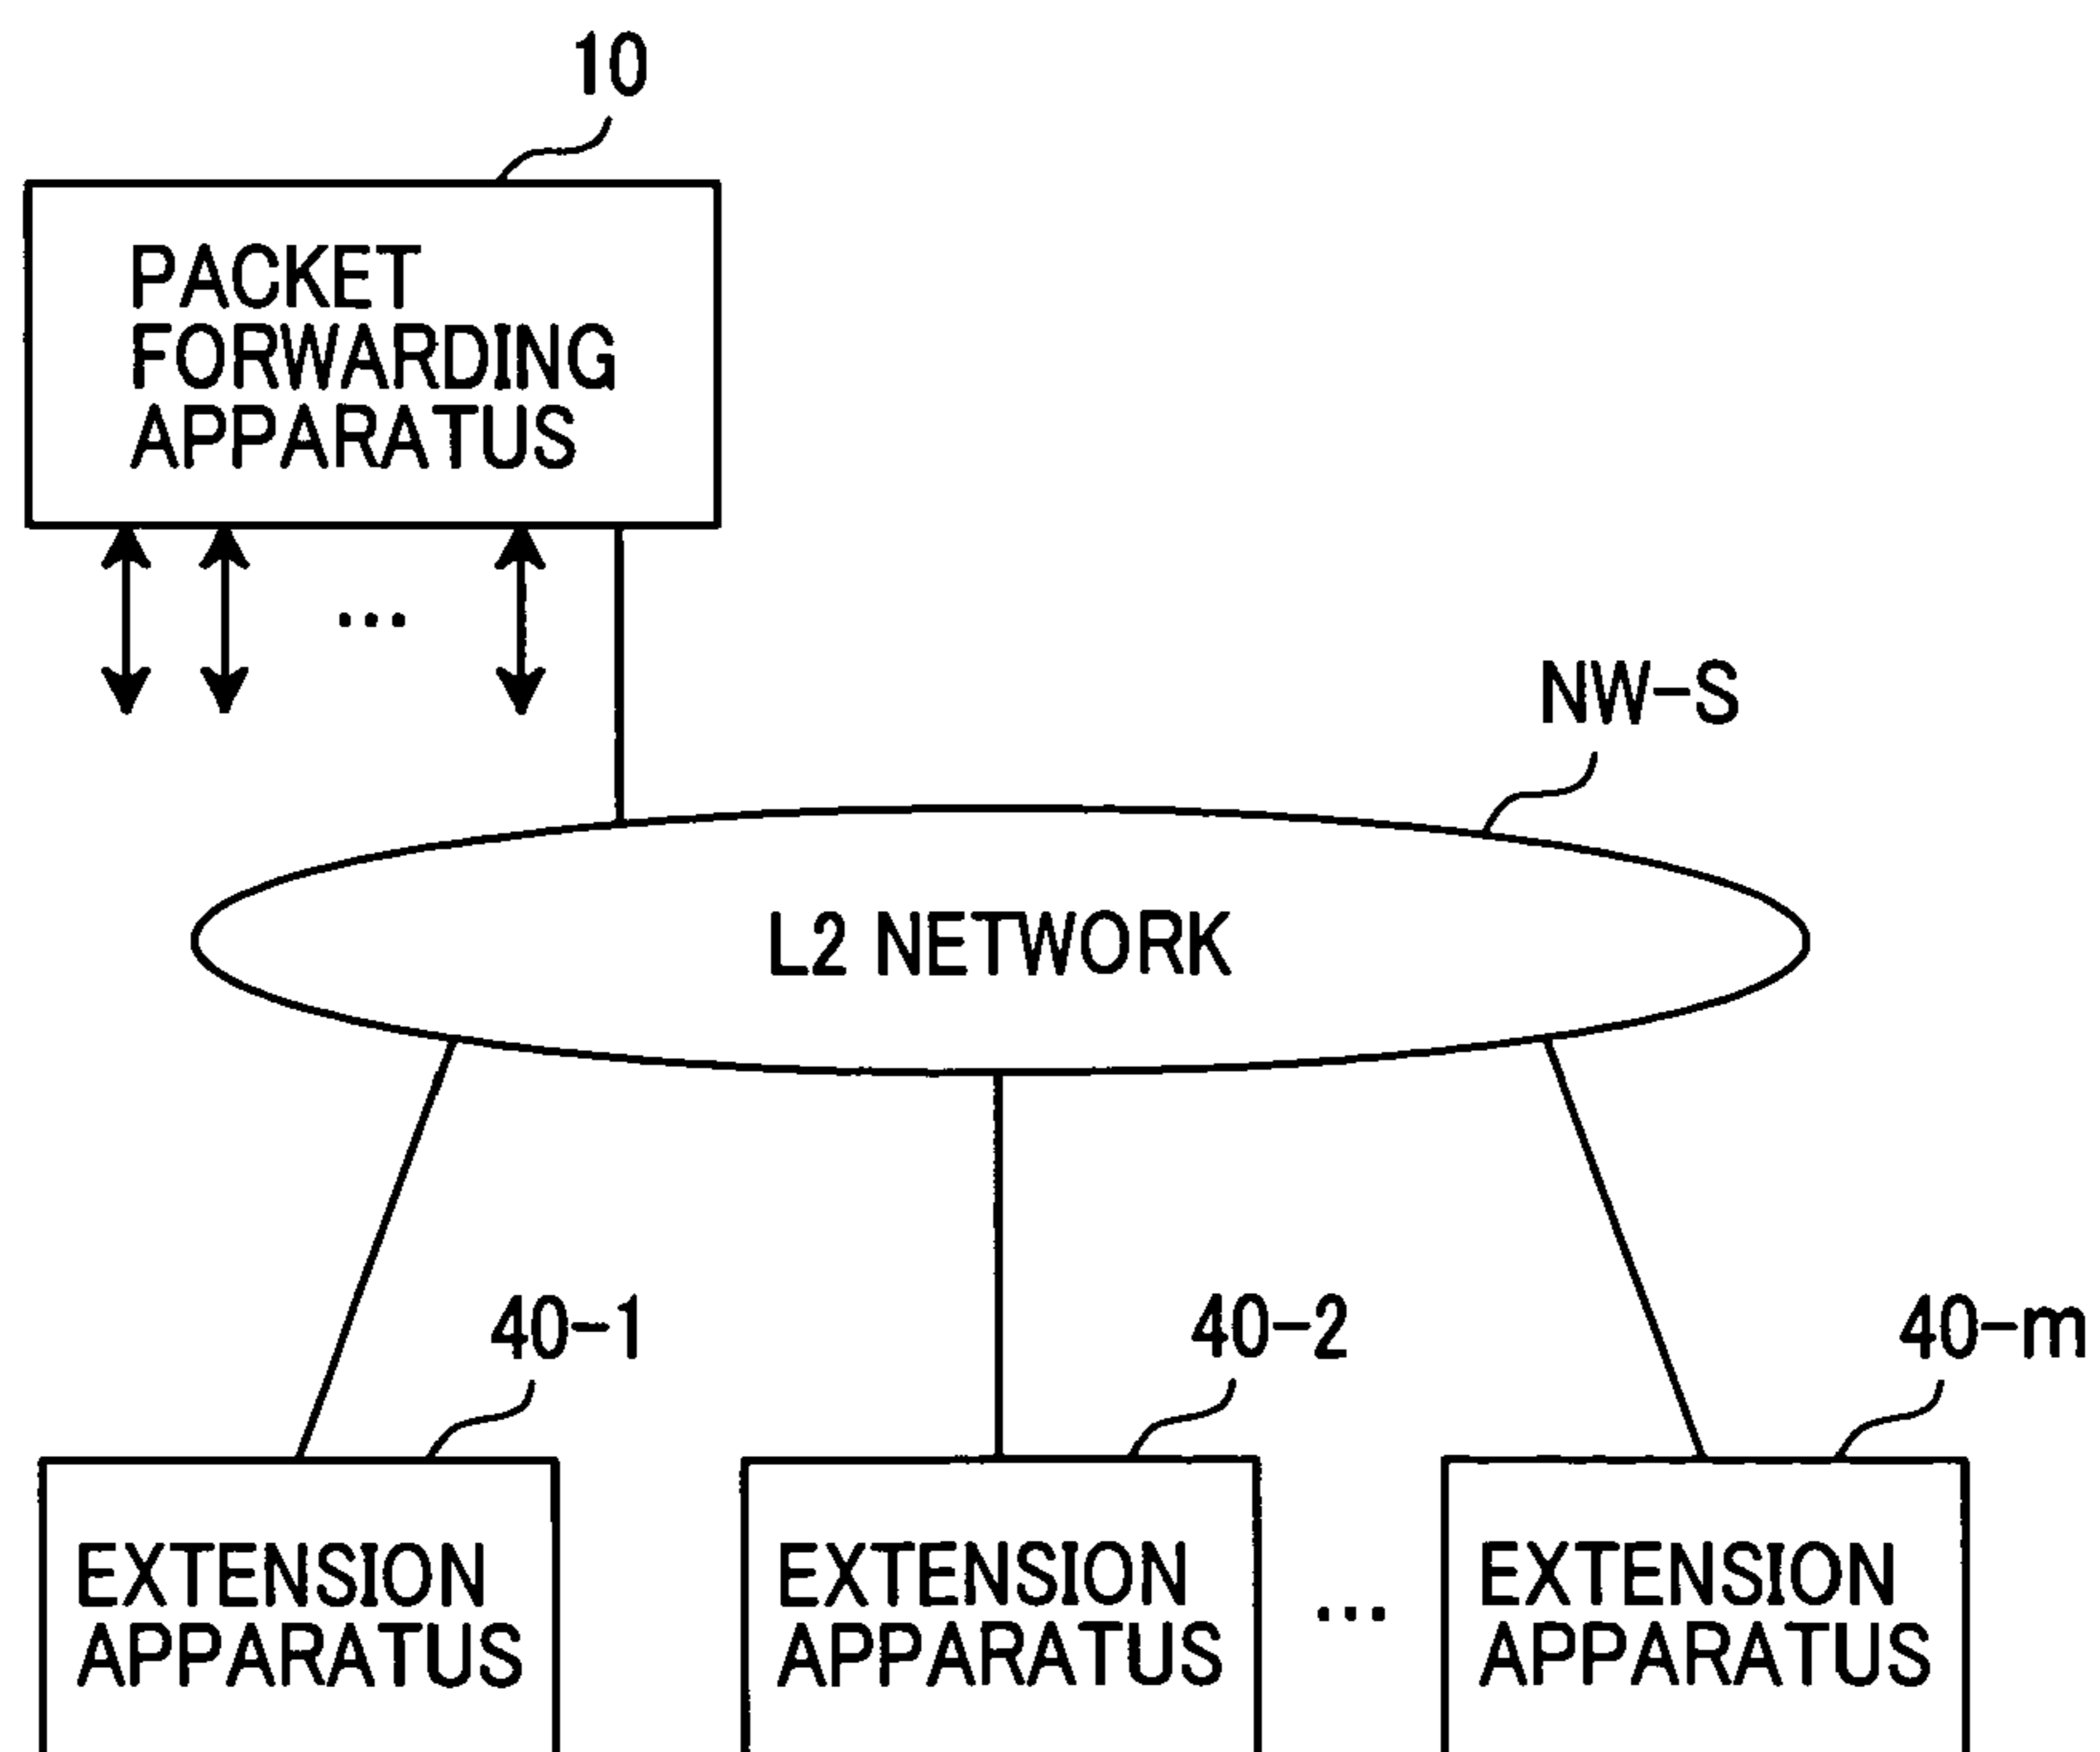 10
PACKET
FORWARDING
APPARATUS
...
NW-S
L2 NETWORK
40-1
40-2
40-m
EXTENSION
APPARATUS
EXTENSION
APPARATUS
...
EXTENSION
APPARATUS